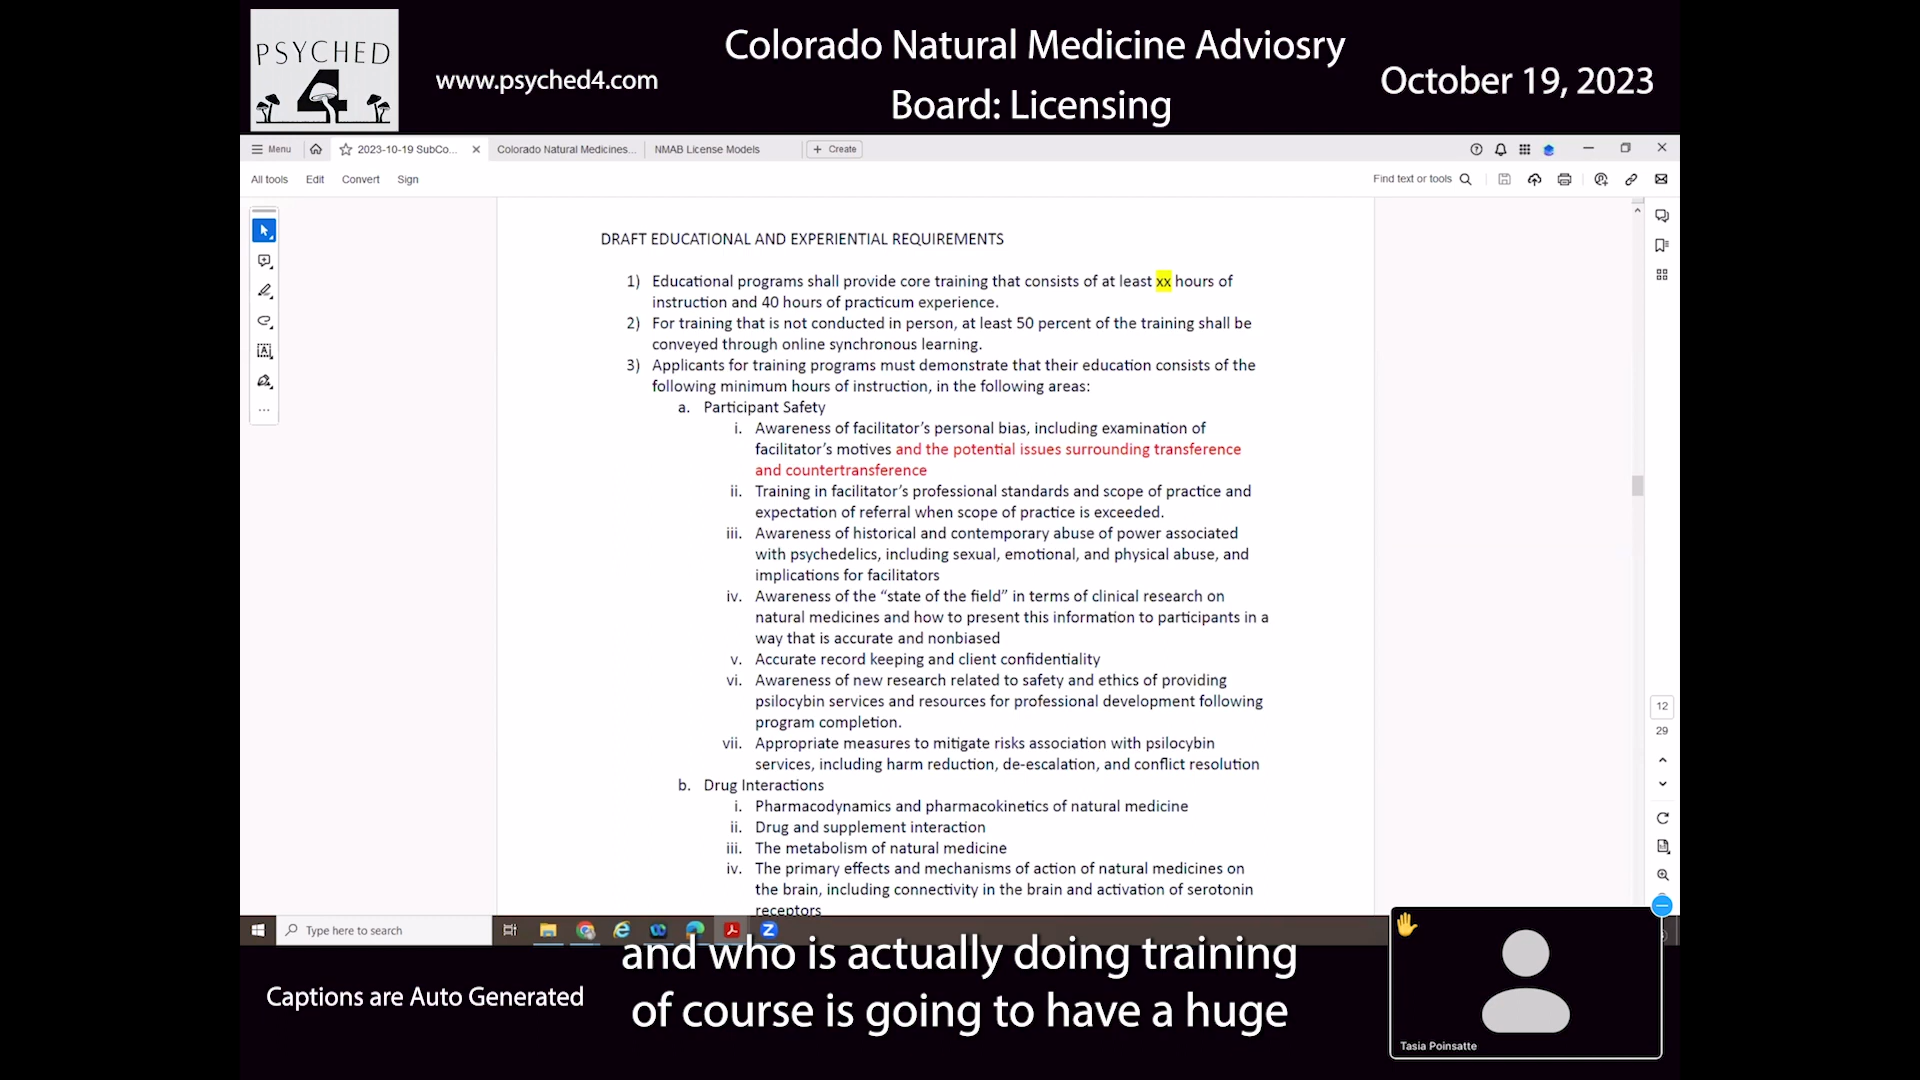 PSYCHED
4
www.psyched4.com
Colorado Natural Medicine Adviosry
Board: Licensing
October 19, 2023
Menu
2023-10-19 SubCo...
Colorado Natural Medicines...
NMAB License Models
+ Create
All tools
Edit
Convert
Sign
Find text or tools
DRAFT EDUCATIONAL AND EXPERIENTIAL REQUIREMENTS
1) Educational programs shall provide core training that consists of at least xx hours of
instruction and 40 hours of practicum experience.
2) For training that is not conducted in person, at least 50 percent of the training shall be
conveyed through online synchronous learning.
3) Applicants for training programs must demonstrate that their education consists of the
following minimum hours of instruction, in the following areas:
a. Participant Safety
i. Awareness of facilitator's personal bias, including examination of
facilitator's motives and the potential issues surrounding transference
and countertransference
ii. Training in facilitator's professional standards and scope of practice and
expectation of referral when scope of practice is exceeded.
iii. Awareness of historical and contemporary abuse of power associated
with psychedelics, including sexual, emotional, and physical abuse, and
implications for facilitators
iv. Awareness of the "state of the field" in terms of clinical research on
natural medicines and how to present this information to participants in a
way that is accurate and nonbiased
v. Accurate record keeping and client confidentiality
vi. Awareness of new research related to safety and ethics of providing
psilocybin services and resources for professional development following
program completion.
vii. Appropriate measures to mitigate risks association with psilocybin
services, including harm reduction, de-escalation, and conflict resolution
b. Drug Interactions
i. Pharmacodynamics and pharmacokinetics of natural medicine
ii. Drug and supplement interaction
iii. The metabolism of natural medicine
iv. The primary effects and mechanisms of action of natural medicines on
the brain, including connectivity in the brain and activation of serotonin
receptors
12
29
Type here to search
and who is actually doing training
of course is going to have a huge
Captions are Auto Generated
Tasia Poinsatte